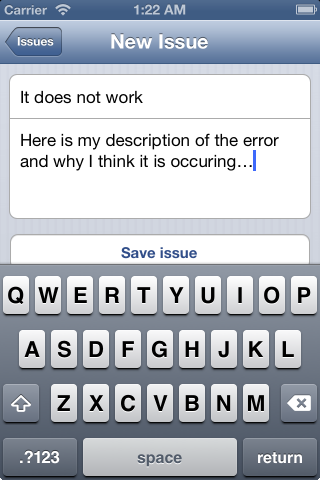 Carrier 1:22 AM
Issues New Issue
It does not work
Here is my description of the error
and why I think it is occuring…
Save issue
Q W E R T Y U I O P
A S D F G H J K L
Z X C V B N M
.?123 space return